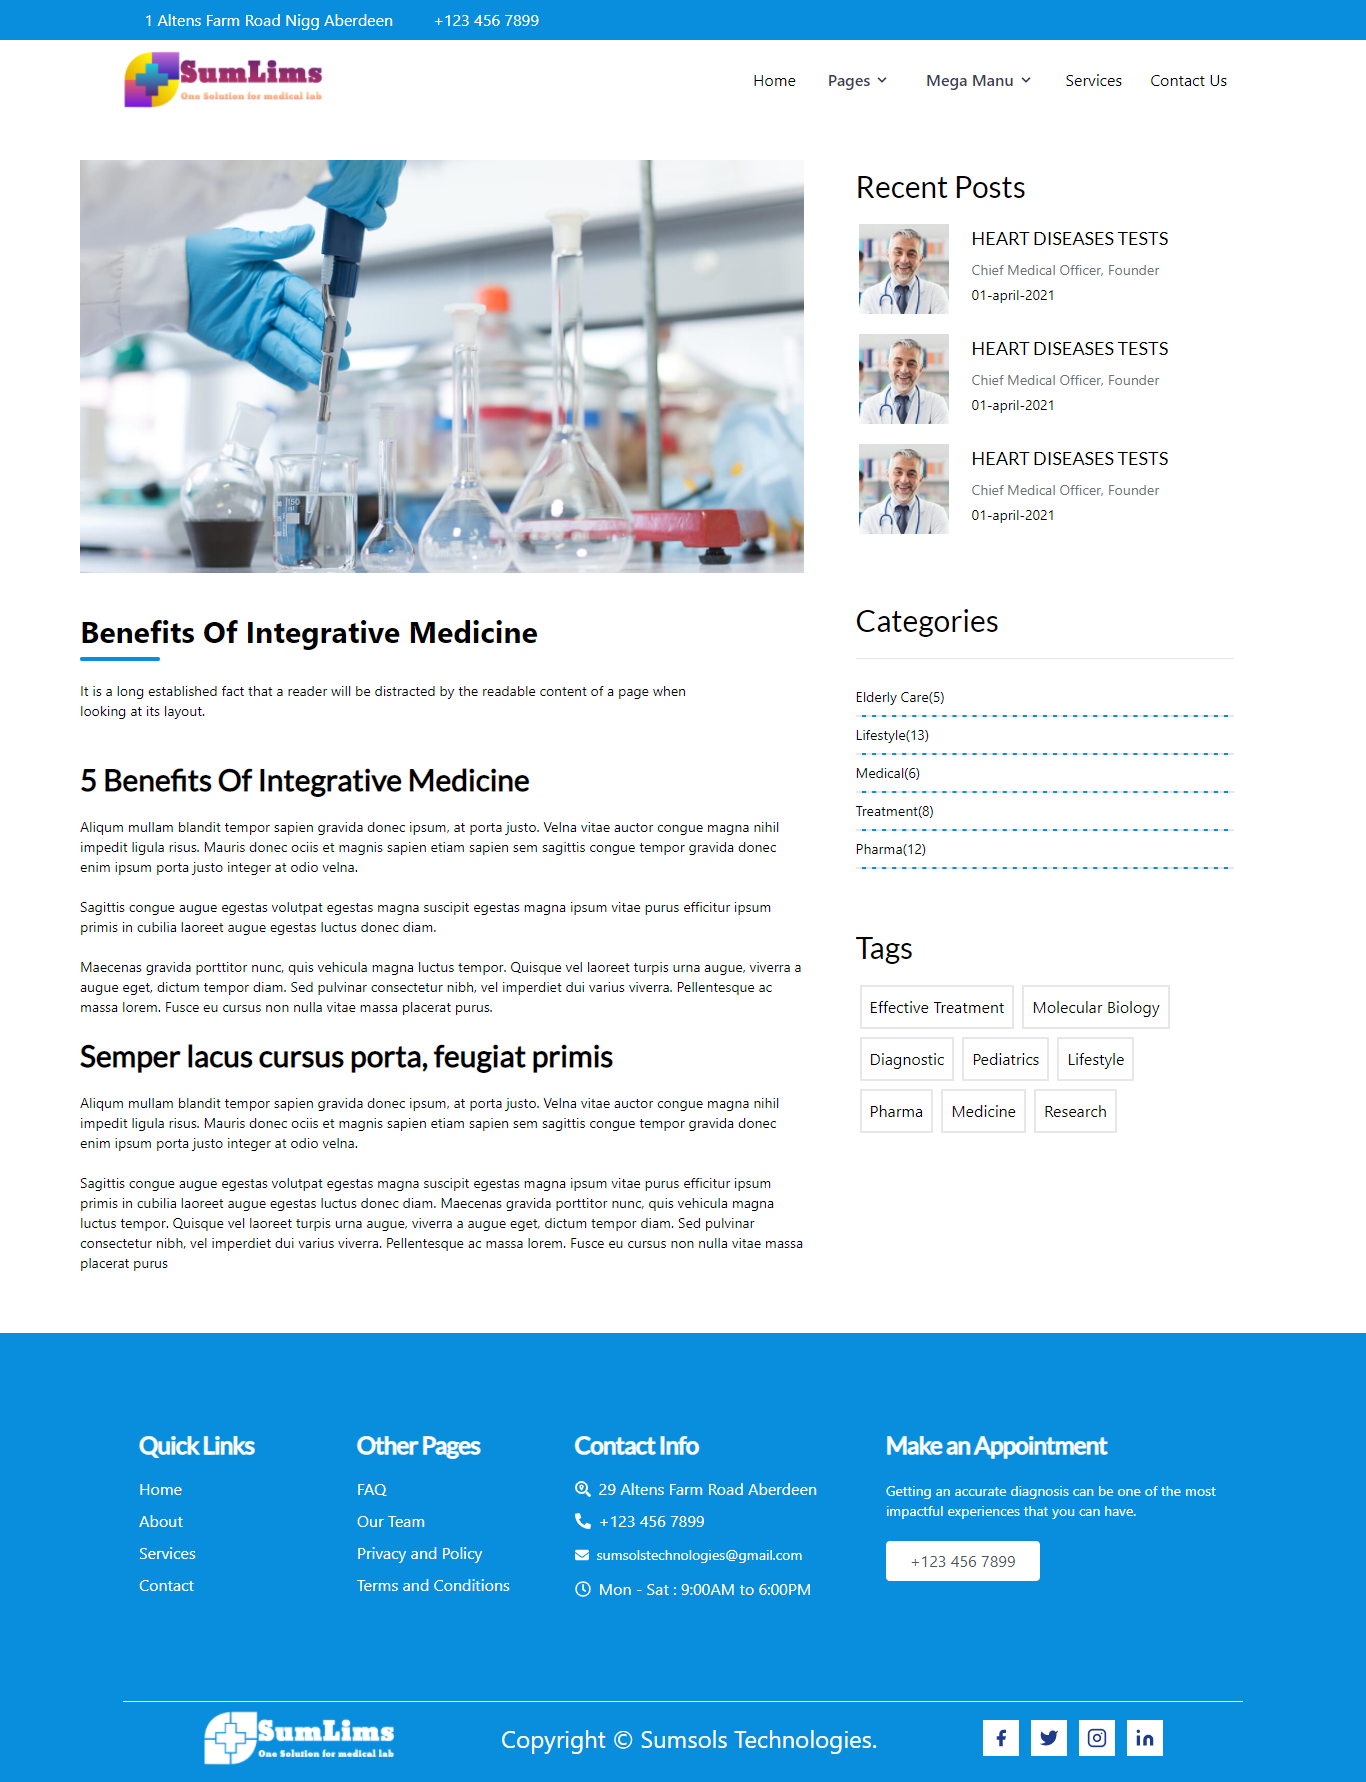 1 Altens Farm Road Nigg Aberdeen +123 456 7899
SumLims
One Solution for medical lab
Home Pages Mega Manu Services Contact Us
150
Benefits Of Integrative Medicine
It is a long established fact that a reader will be distracted by the readable content of a page when
looking at its layout.
5 Benefits Of Integrative Medicine
Aliqum mullam blandit tempor sapien gravida donec ipsum, at porta justo. Velna vitae auctor congue magna nihil
impedit ligula risus. Mauris donec ociis et magnis sapien etiam sapien sem sagittis congue tempor gravida donec
enim ipsum porta justo integer at odio velna.
Sagittis congue augue egestas volutpat egestas magna suscipit egestas magna ipsum vitae purus efficitur ipsum
primis in cubilia laoreet augue egestas luctus donec diam.
Maecenas gravida porttitor nunc, quis vehicula magna luctus tempor. Quisque vel laoreet turpis urna augue, viverra a
augue eget, dictum tempor diam. Sed pulvinar consectetur nibh, vel imperdiet dui varius viverra. Pellentesque ac
massa lorem. Fusce eu cursus non nulla vitae massa placerat purus.
Semper lacus cursus porta, feugiat primis
Aliqum mullam blandit tempor sapien gravida donec ipsum, at porta justo. Velna vitae auctor congue magna nihil
impedit ligula risus. Mauris donec ociis et magnis sapien etiam sapien sem sagittis congue tempor gravida donec
enim ipsum porta justo integer at odio velna.
Sagittis congue augue egestas volutpat egestas magna suscipit egestas magna ipsum vitae purus efficitur ipsum
primis in cubilia laoreet augue egestas luctus donec diam. Maecenas gravida porttitor nunc, quis vehicula magna
luctus tempor. Quisque vel laoreet turpis urna augue, viverra a augue eget, dictum tempor diam. Sed pulvinar
consectetur nibh, vel imperdiet dui varius viverra. Pellentesque ac massa lorem. Fusce eu cursus non nulla vitae massa
placerat purus
Recent Posts
HEART DISEASES TESTS
Chief Medical Officer, Founder
01-april-2021
HEART DISEASES TESTS
Chief Medical Officer, Founder
01-april-2021
HEART DISEASES TESTS
Chief Medical Officer, Founder
01-april-2021
Categories
Elderly Care(5)
Lifestyle(13)
Medical(6)
Treatment(8)
Pharma(12)
Tags
Effective Treatment Molecular Biology
Diagnostic Pediatrics Lifestyle
Pharma Medicine Research
Quick Links
Home
About
Services
Contact
Other Pages
FAQ
Our Team
Privacy and Policy
Terms and Conditions
Contact Info
29 Altens Farm Road Aberdeen
+123 456 7899
sumsolstechnologies@gmail.com
Mon - Sat : 9:00AM to 6:00PM
Make an Appointment
Getting an accurate diagnosis can be one of the most
impactful experiences that you can have.
+123 456 7899
SumLims
One Solution for medical lab
Copyright © Sumsols Technologies.